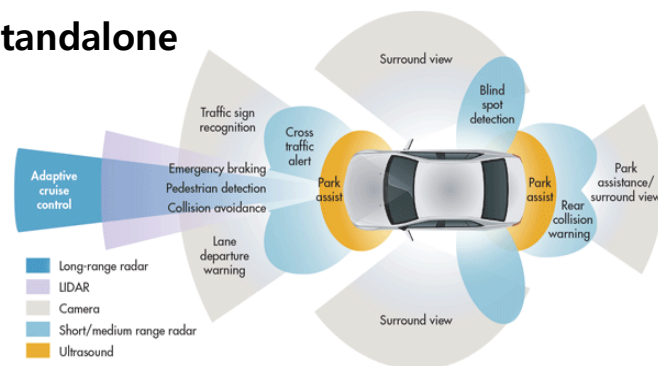 tandalone
Surround view
Blind
spot
detection
Traffic sign
recognition
Cross
traffic
alert
Emergency braking
Pedestrian detection
Collision avoidance
Adaptive
cruise
control
Park
assist
Park
assist
Park
assistance/
surround view
Rear
collision
warning
Lane
departure
warning
Surround view
Long-range radar
LIDAR
Camera
Short/medium range radar
Ultrasound